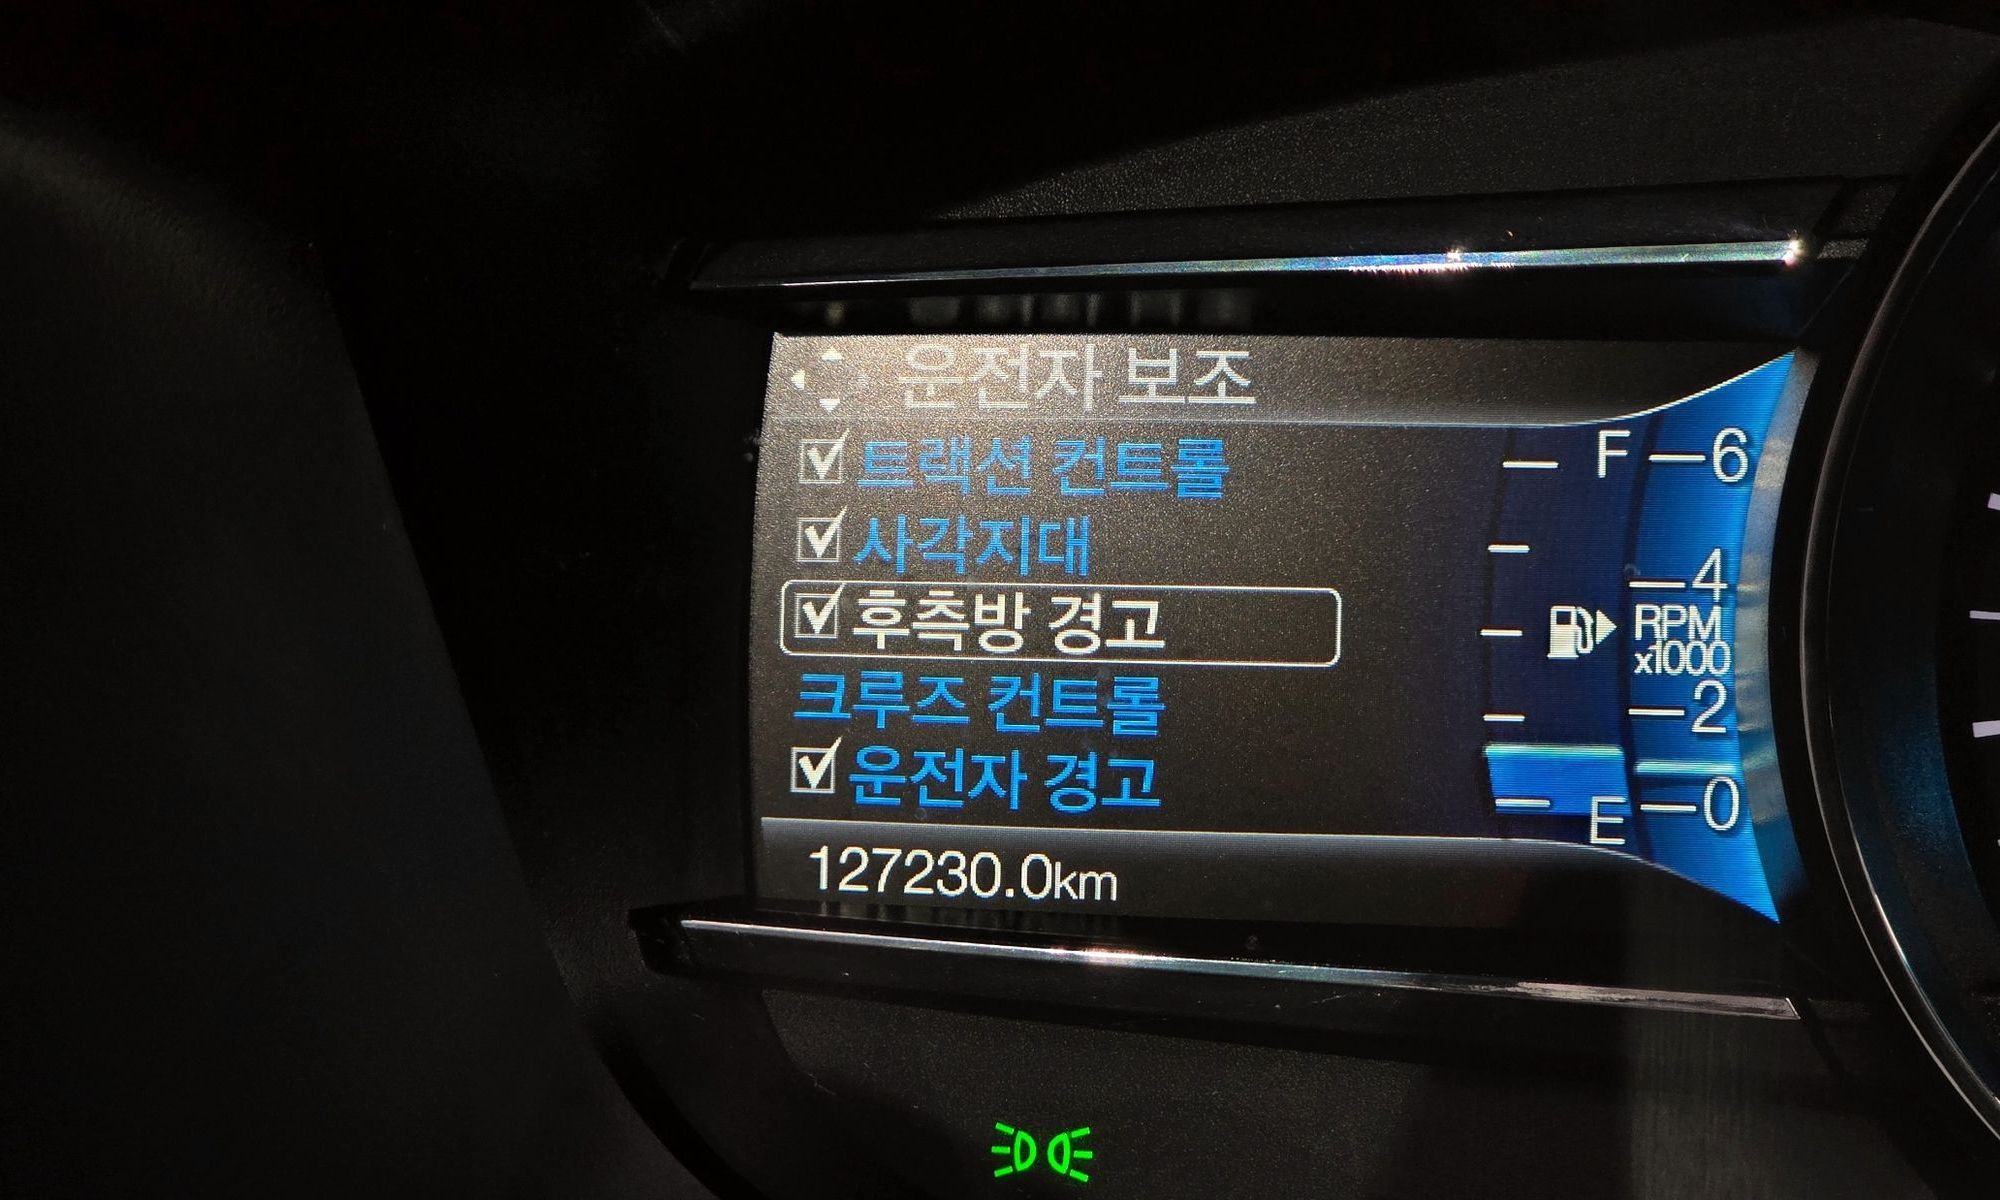 운전자 보조
트랙션 컨트롤
사각지대
후측방 경고
크루즈 컨트롤
운전자 경고
127230.0km
F
E
6
4
RPM
x1000
2
0